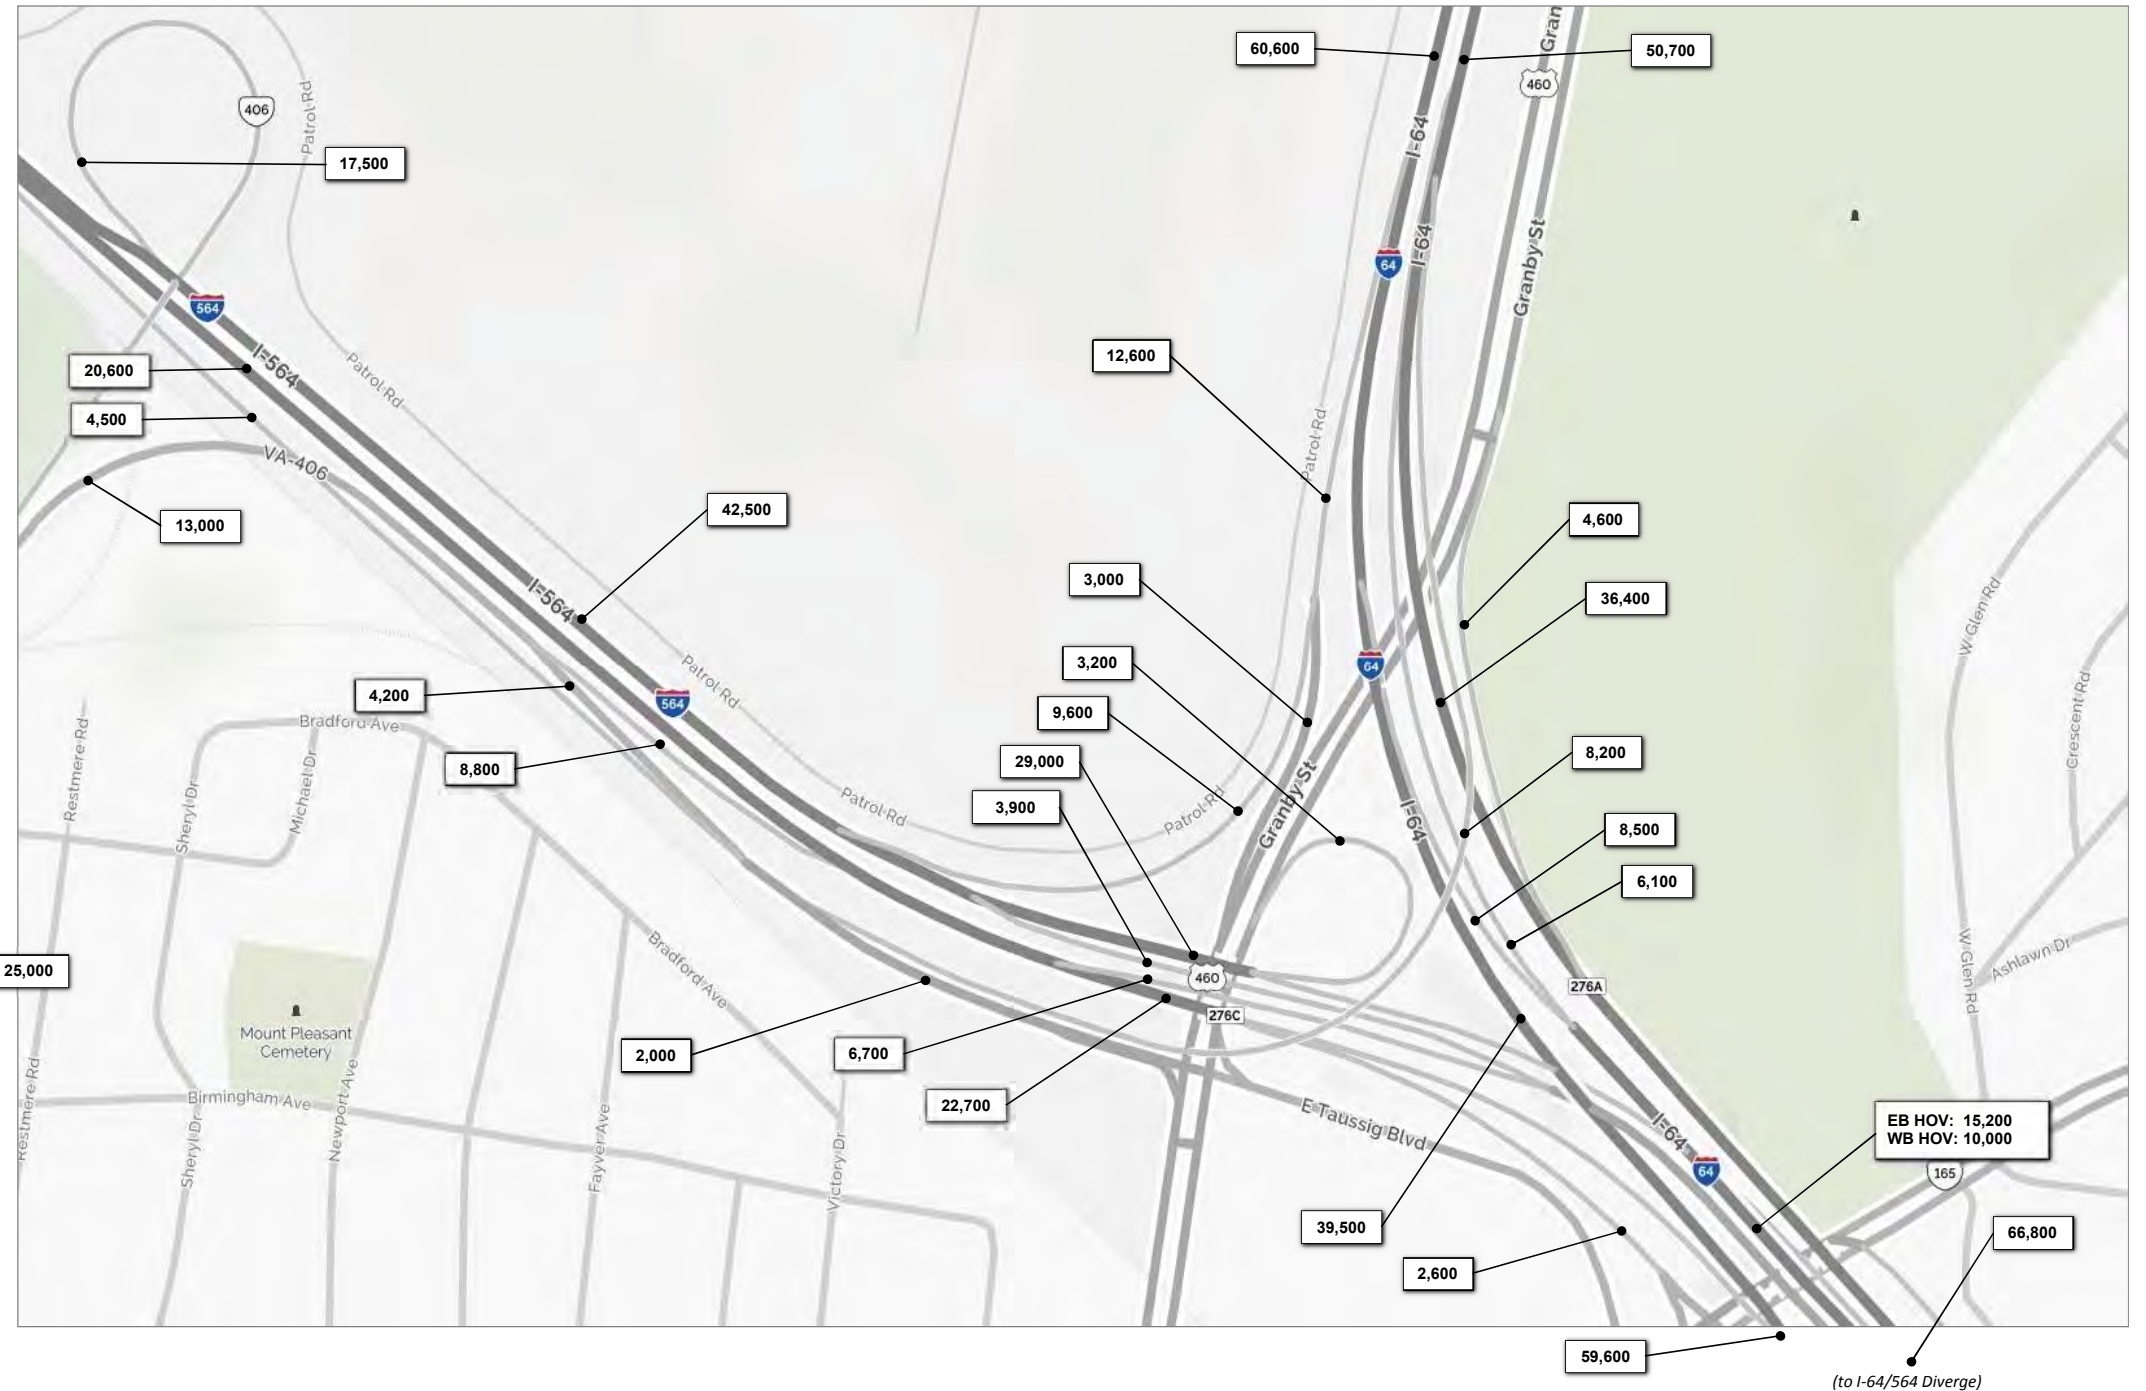 60,600
50,700
Gran
460
406
Patrol Rd
17,500
I-64
I-64
64
Granby St
564
I-564
20,600
Patrol Rd
12,600
4,500
VA-406
Patrol Rd
13,000
42,500
4,600
I-564
3,000
36,400
W Glen Rd
3,200
64
4,200
Patrol Rd
564
9,600
Crescent Rd
Bradford Ave
Restmere Rd
Michael Dr
8,800
29,000
8,200
Sheryl Dr
3,900
Patrol Rd
Patrol Rd
Granby St
I-64
8,500
6,100
25,000
Bradford Ave
460
276C
276A
W Glen Rd
Ashlawn Dr
Mount Pleasant
Cemetery
2,000
6,700
22,700
Restmere Rd
Birmingham Ave
Newport Ave
Sheryl Dr
Fayver Ave
Victory Dr
E Taussig Blvd
I-64
64
EB HOV: 15,200
WB HOV: 10,000
165
39,500
2,600
66,800
59,600
(to I-64/564 Diverge)